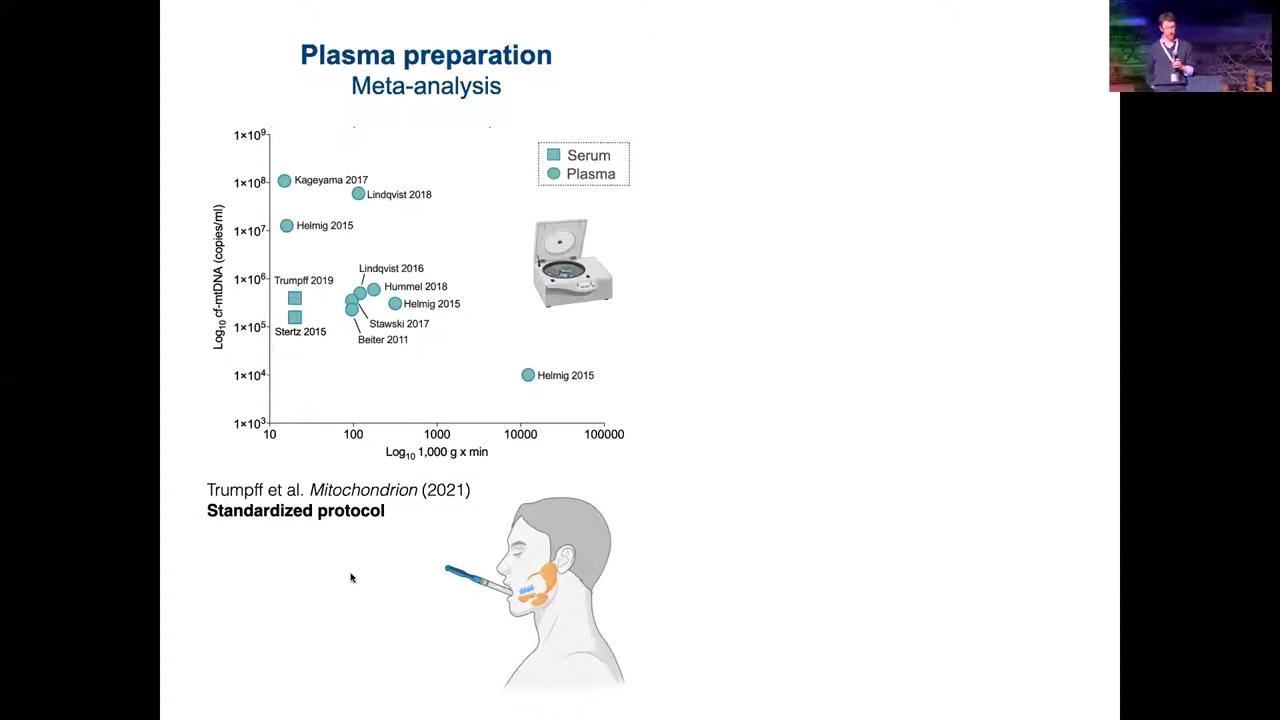 Plasma preparation
Meta-analysis
1×10⁹
1×10⁸
1×10⁷
1×10⁶
1×10⁵
1×10⁴
1×10³
Log₁₀ cf-mtDNA (copies/ml)
Kageyama 2017
Lindqvist 2018
Helmig 2015
Lindqvist 2016
Trumpff 2019
Hummel 2018
Helmig 2015
Stawski 2017
Stertz 2015
Beiter 2011
Helmig 2015
Serum
Plasma
10 100 1000 10000 100000
Log₁₀ 1,000 g x min
Trumpff et al. Mitochondrion (2021)
Standardized protocol